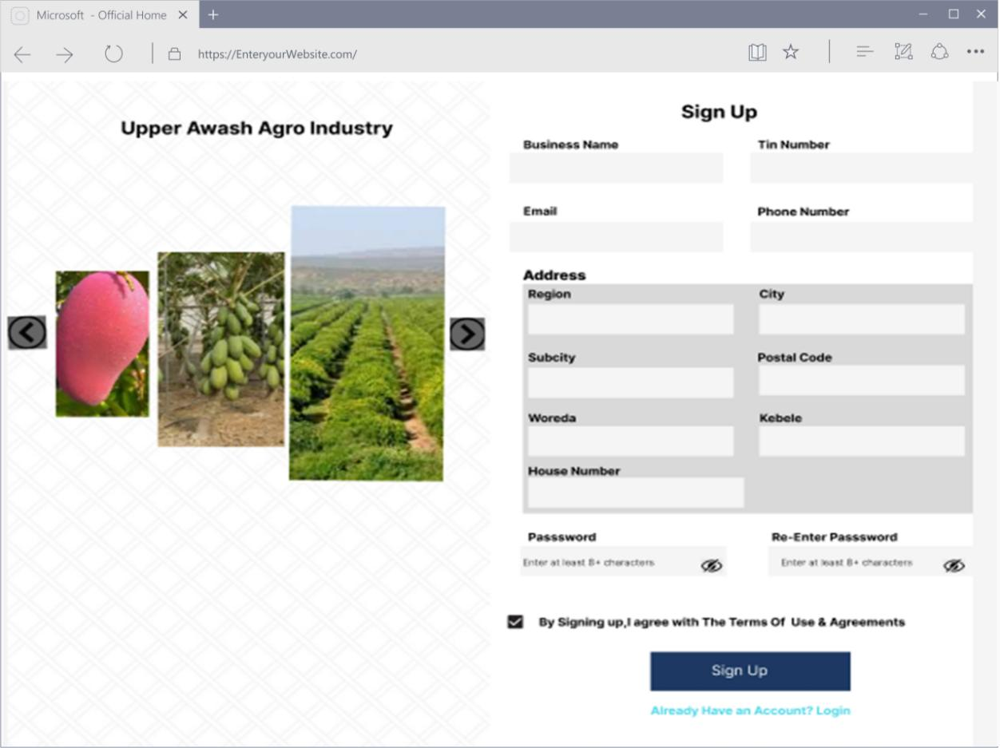 Microsoft - Official Home
https://EnteryourWebsite.com/
Upper Awash Agro Industry
Sign Up
Business Name
Tin Number
Email
Phone Number
Address
Region
City
Subcity
Postal Code
Woreda
Kebele
House Number
Passsword
Re-Enter Passsword
Enter at least 8+ characters
Enter at least 8+ characters
By Signing up,I agree with The Terms Of Use & Agreements
Sign Up
Already Have an Account? Login